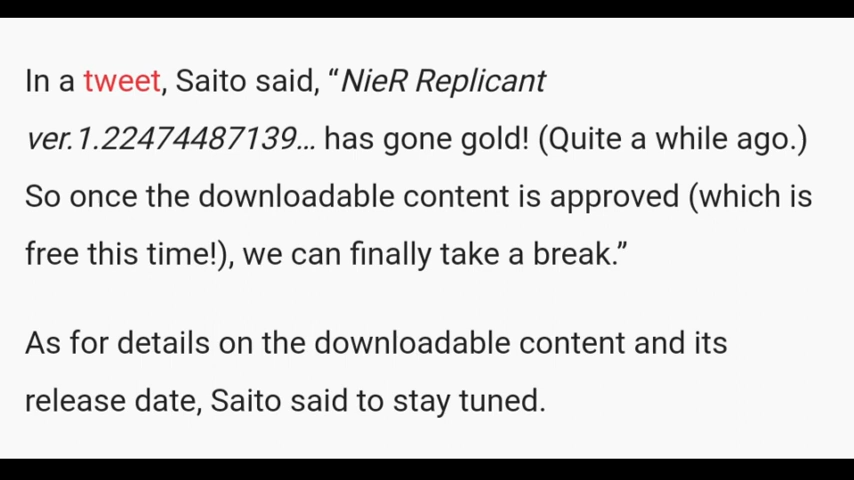 In a tweet, Saito said, “NieR Replicant
ver.1.22474487139... has gone gold! (Quite a while ago.)
So once the downloadable content is approved (which is
free this time!), we can finally take a break.”
As for details on the downloadable content and its
release date, Saito said to stay tuned.